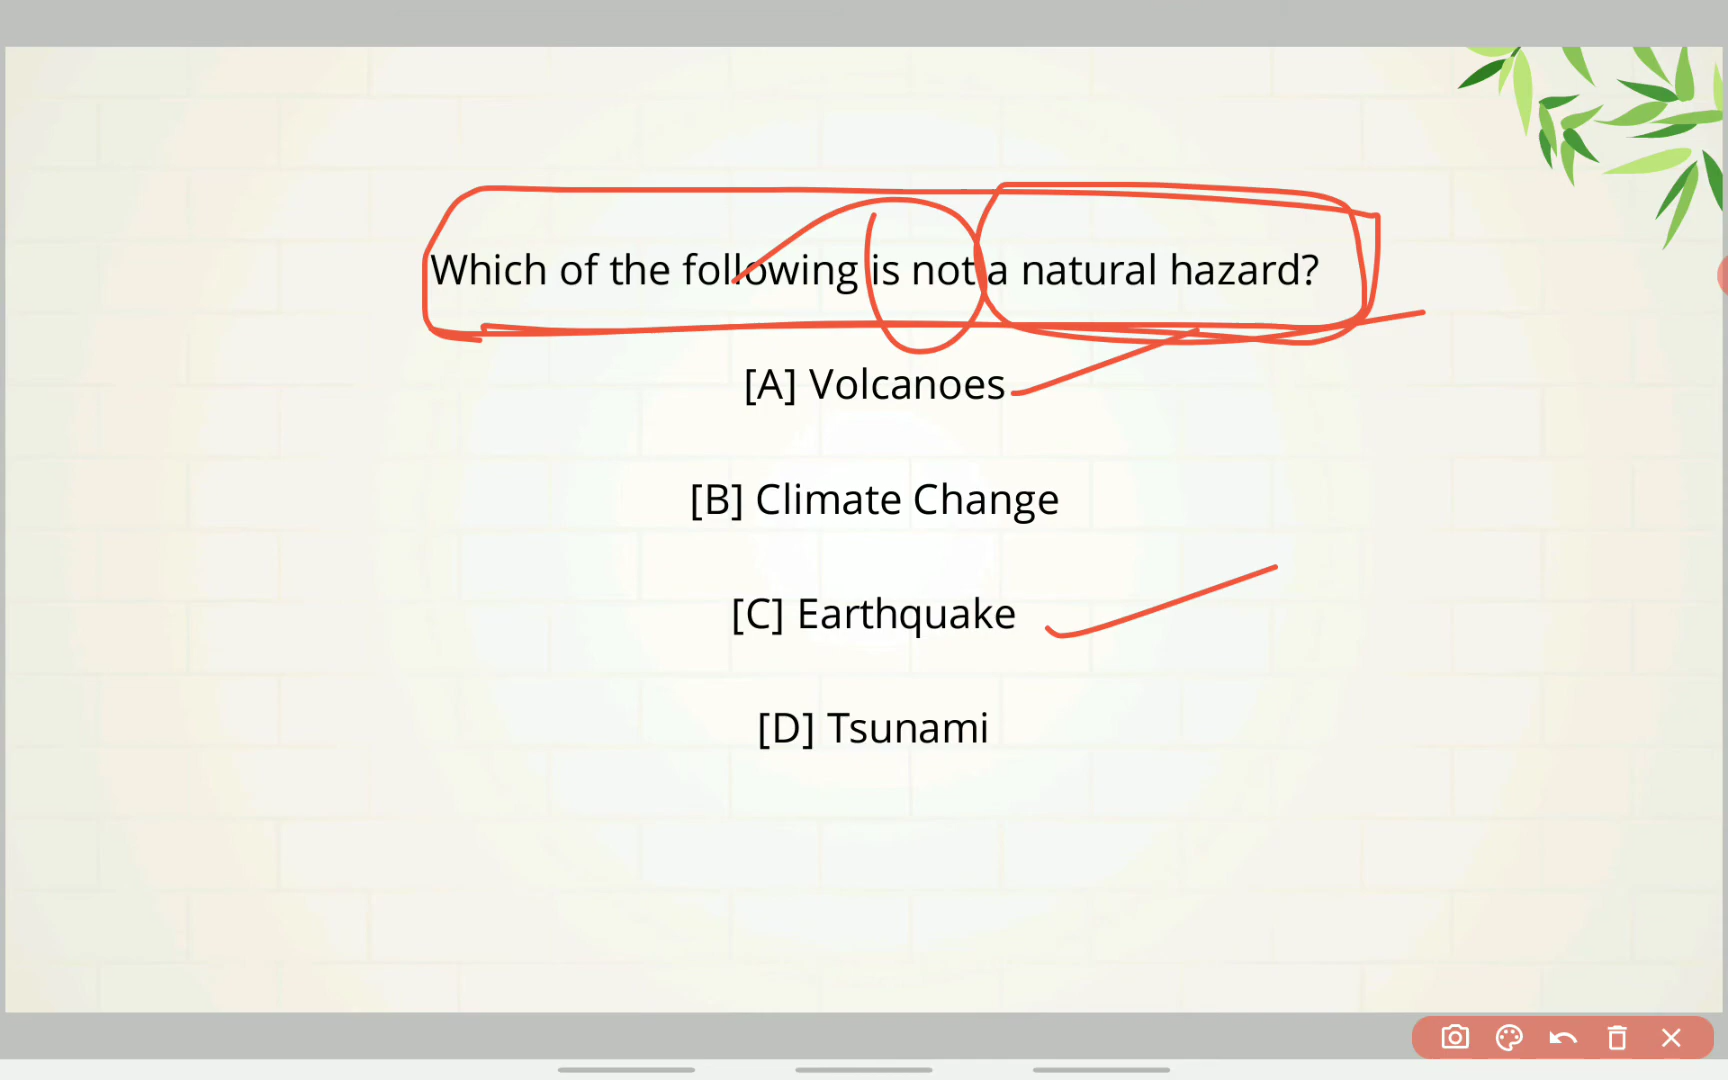 Which of the following is not a natural hazard?
[A] Volcanoes
[B] Climate Change
[C] Earthquake
[D] Tsunami